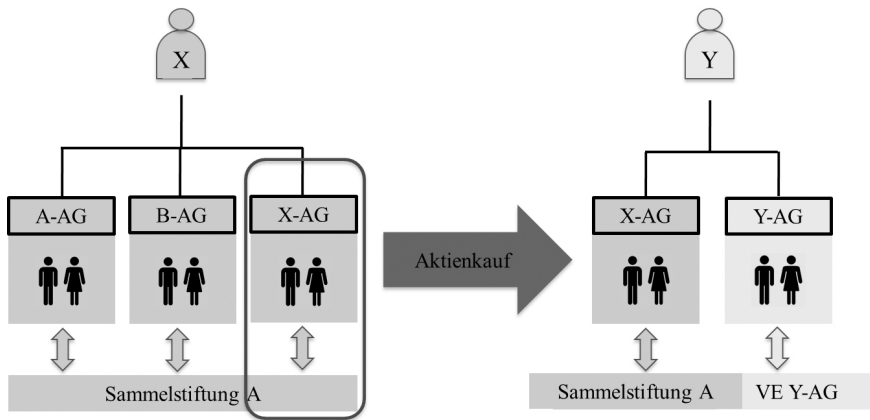 X
Y
A-AG
B-AG
X-AG
X-AG
Y-AG
Aktienkauf
Sammelstiftung A
Sammelstiftung A
VE Y-AG